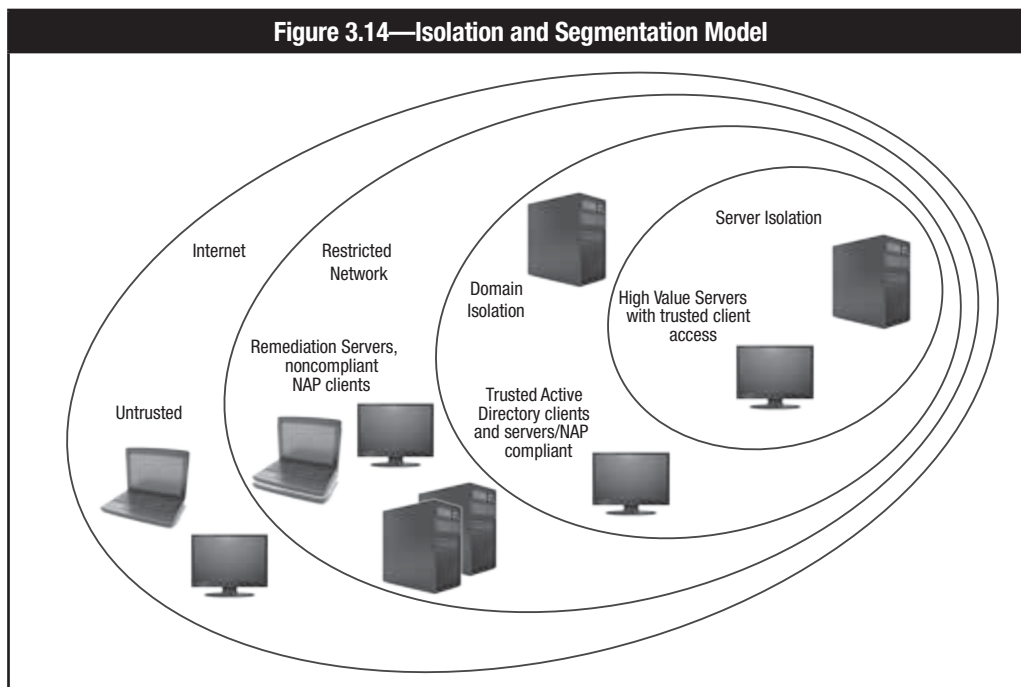 Figure 3.14—Isolation and Segmentation Model
Internet
Untrusted
Restricted
Network
Remediation Servers,
noncompliant
NAP clients
Domain
Isolation
Trusted Active
Directory clients
and servers/NAP
compliant
Server Isolation
High Value Servers
with trusted client
access